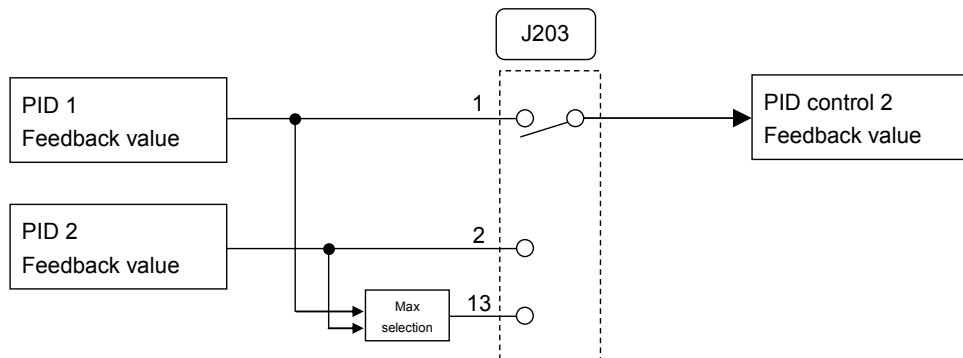 J203
PID 1
Feedback value
1
PID control 2
Feedback value
PID 2
Feedback value
2
Max
selection
13